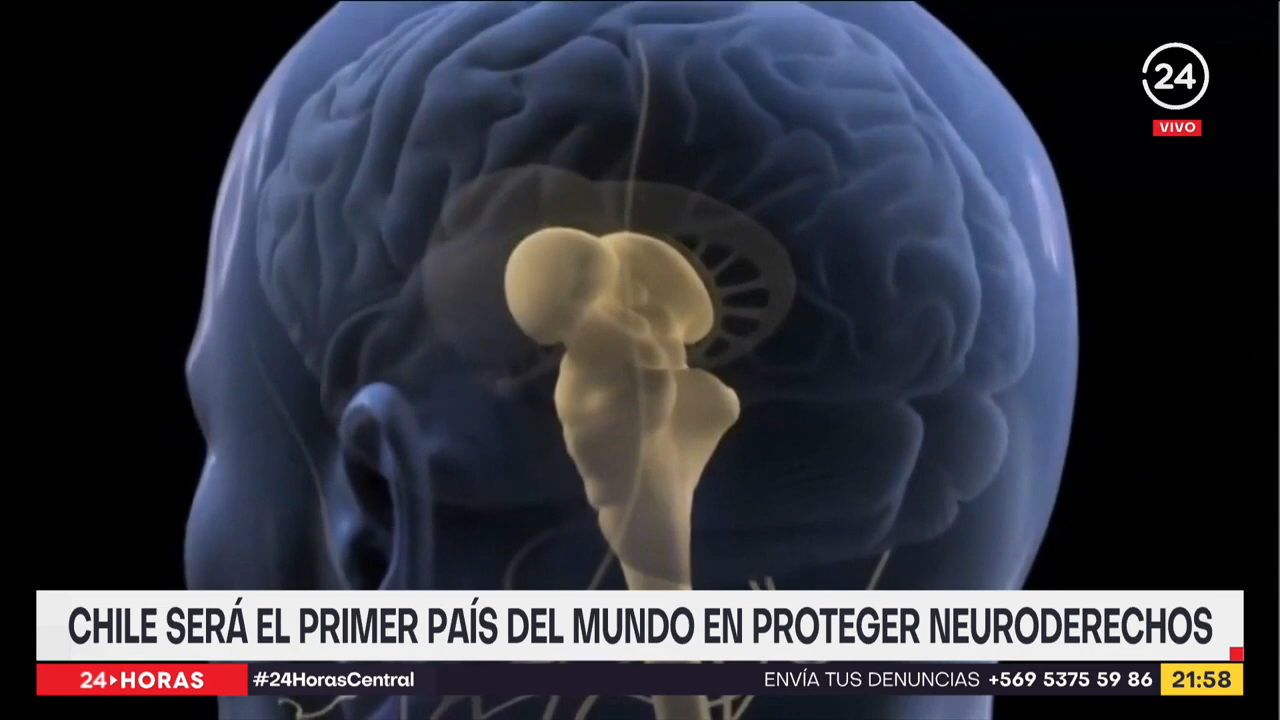 24
VIVO
CHILE SERÁ EL PRIMER PAÍS DEL MUNDO EN PROTEGER NEURODERECHOS
24 HORAS
#24HorasCentral
ENVÍA TUS DENUNCIAS +569 5375 59 86
21:58